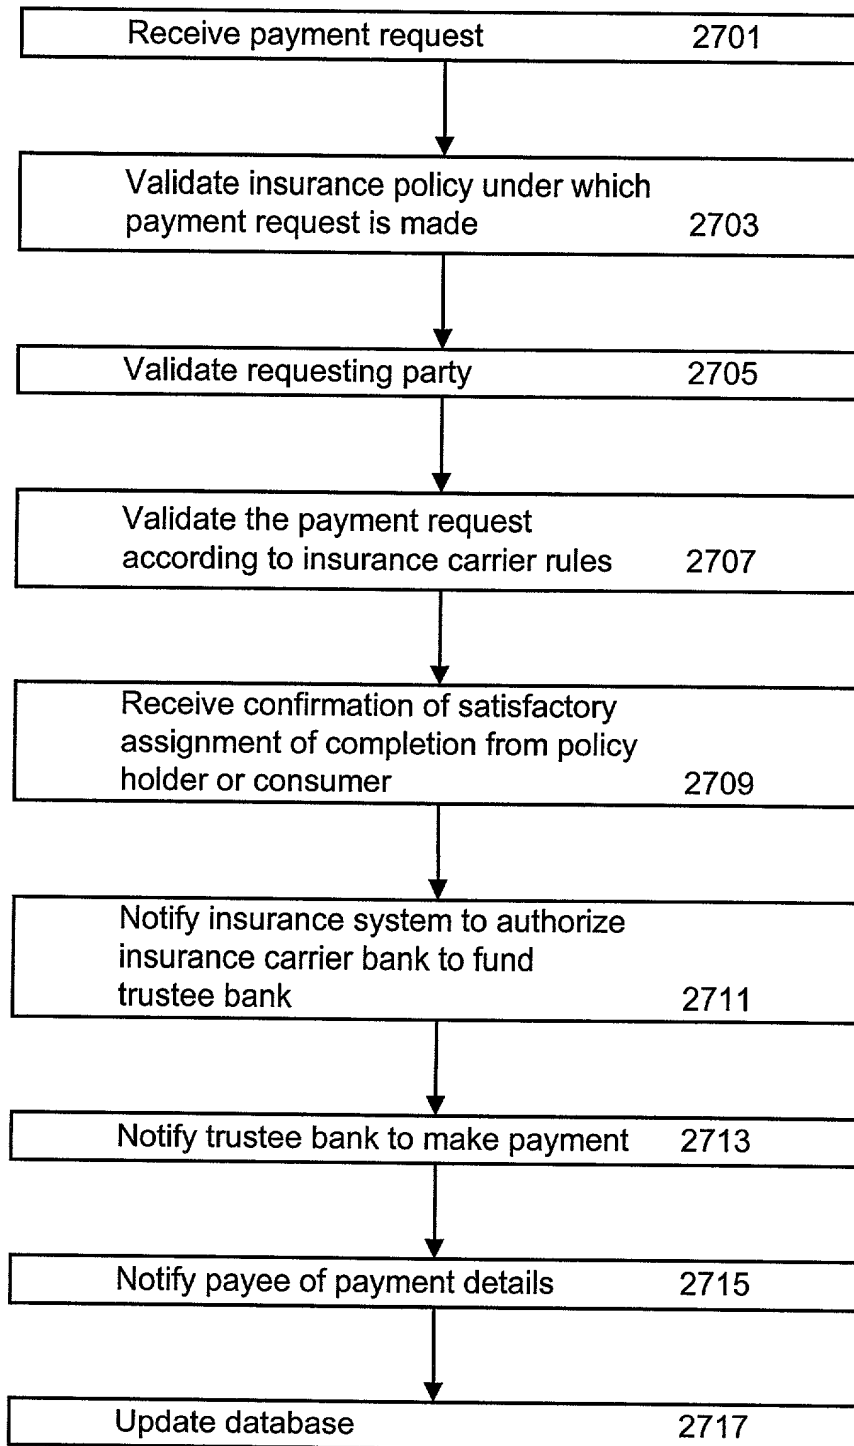 Receive payment request 2701
Validate insurance policy under which
payment request is made 2703
Validate requesting party 2705
Validate the payment request
according to insurance carrier rules 2707
Receive confirmation of satisfactory
assignment of completion from policy
holder or consumer 2709
Notify insurance system to authorize
insurance carrier bank to fund
trustee bank 2711
Notify trustee bank to make payment 2713
Notify payee of payment details 2715
Update database 2717